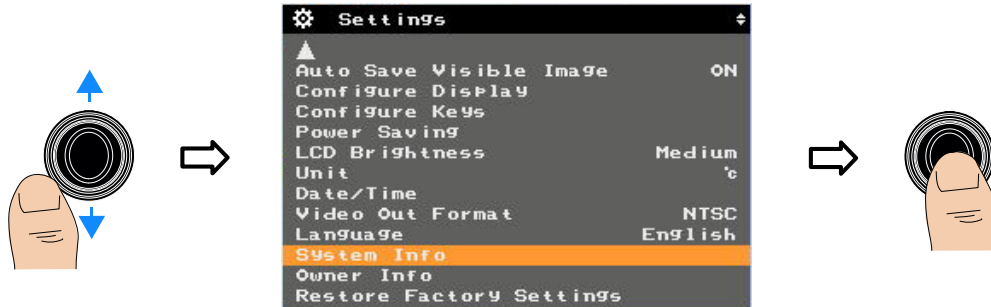 Settings
Auto Save Visible Image ON
Configure Display
Configure Keys
Power Saving
LCD Brightness Medium
Unit °c
Date/Time
Video Out Format NTSC
Language English
System Info
Owner Info
Restore Factory Settings